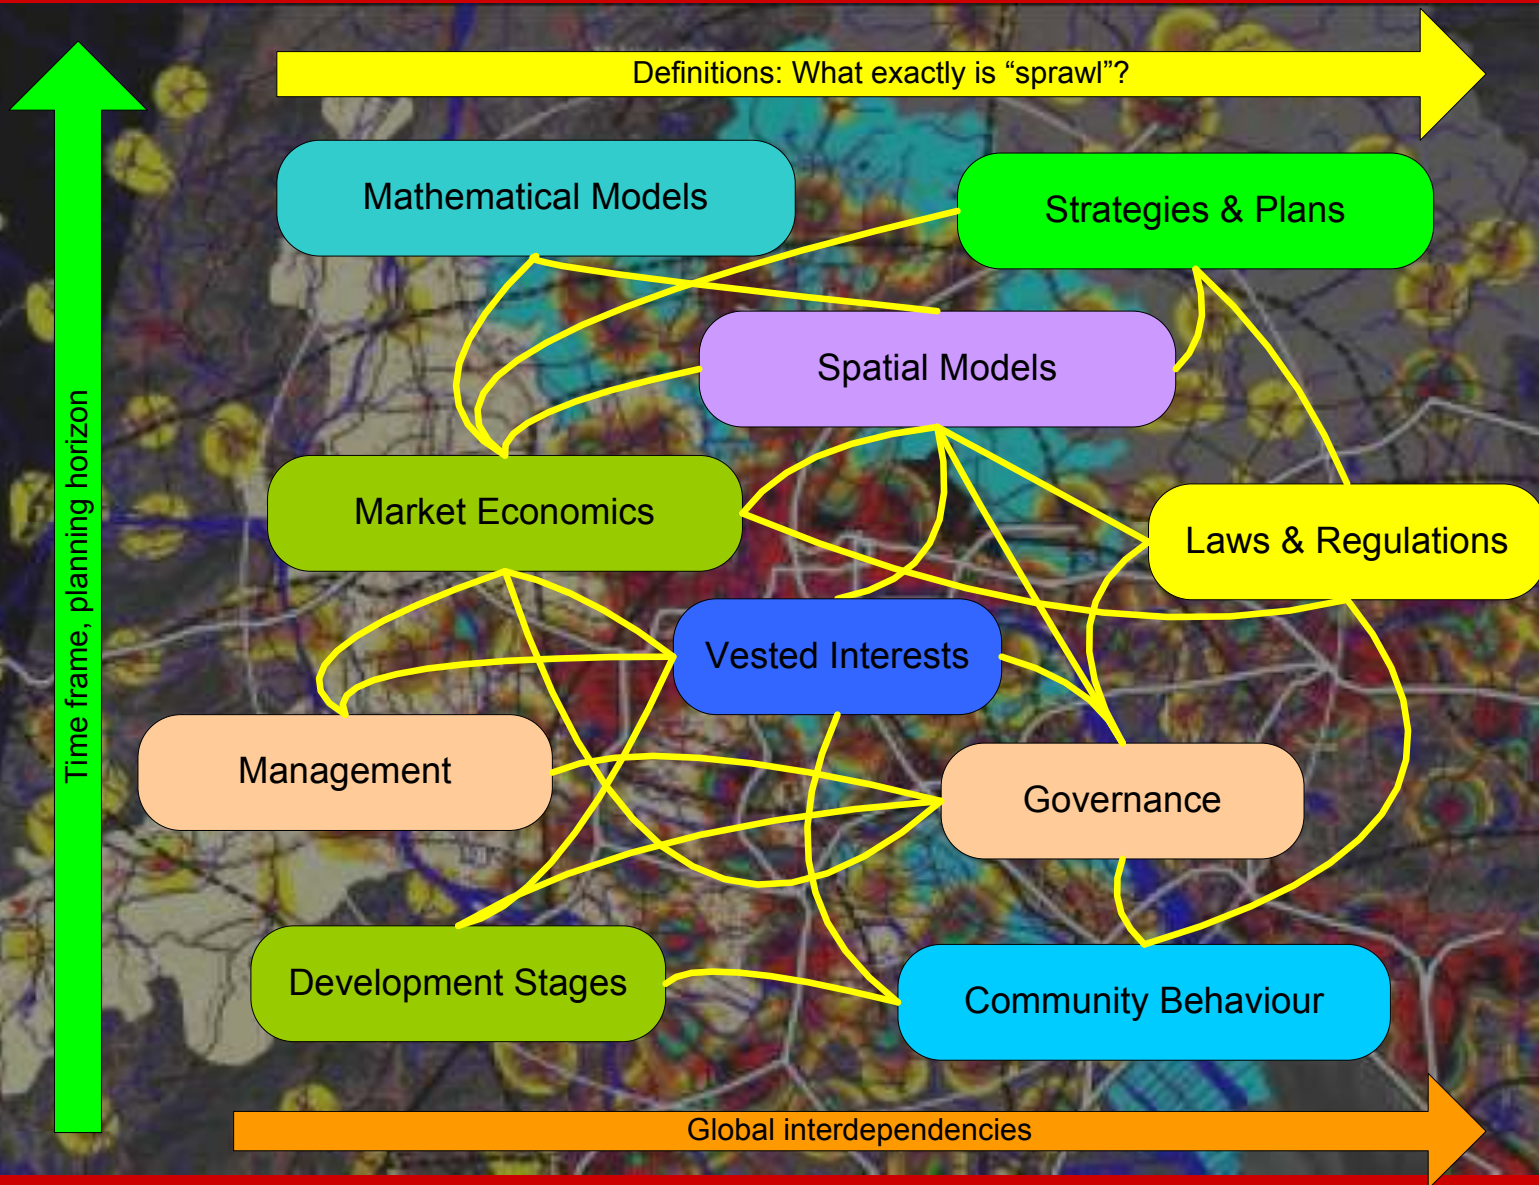 Definitions: What exactly is “sprawl”?
Mathematical Models
Strategies & Plans
Spatial Models
Market Economics
Laws & Regulations
Time frame, planning horizon
Vested Interests
Management
Governance
Development Stages
Community Behaviour
Global interdependencies